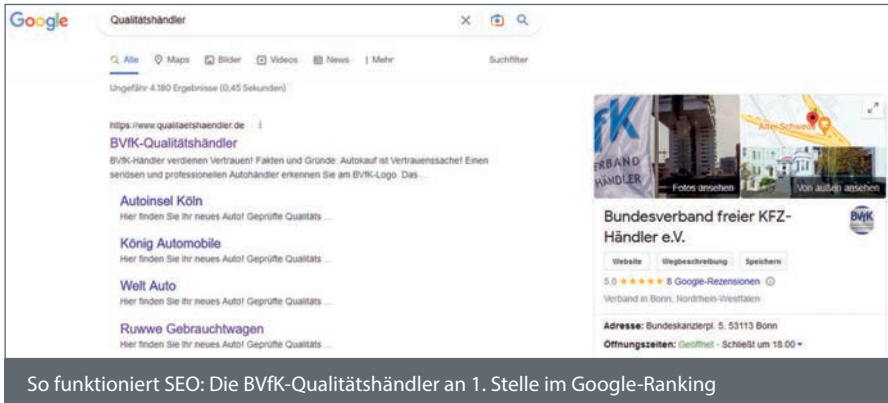 Google
Qualitätshändler
Alle Maps Bilder Videos News Mehr Suchfilter
Ungefähr 4.180 Ergebnisse (0,45 Sekunden)
https://www.qualitaetshaendler.de
BVfK-Qualitätshändler
BVfK-Händler verdienen Vertrauen! Fakten und Gründe: Autokauf ist Vertrauenssache! Einen
seriösen und professionellen Autohändler erkennen Sie am BVfK-Logo. Das ...
Autoinsel Köln
Hier finden Sie Ihr neues Auto! Geprüfte Qualitäts ...
König Automobile
Hier finden Sie Ihr neues Auto! Geprüfte Qualitäts ...
Welt Auto
Hier finden Sie Ihr neues Auto! Geprüfte Qualitäts ...
Ruwwe Gebrauchtwagen
Hier finden Sie Ihr neues Auto! Geprüfte Qualitäts ...
fK
ERBAND
HÄNDLER
Fotos ansehen
Alter Schwede
Von außen ansehen
Bundesverband freier KFZ-
Händler e.V.
BVfK
Website Wegbeschreibung Speichern
5,0 ★★★★★ 8 Google-Rezensionen
Verband in Bonn, Nordrhein-Westfalen
Adresse: Bundeskanzlerpl. 5, 53113 Bonn
Öffnungszeiten: Geöffnet · Schließt um 18:00
So funktioniert SEO: Die BVfK-Qualitätshändler an 1. Stelle im Google-Ranking